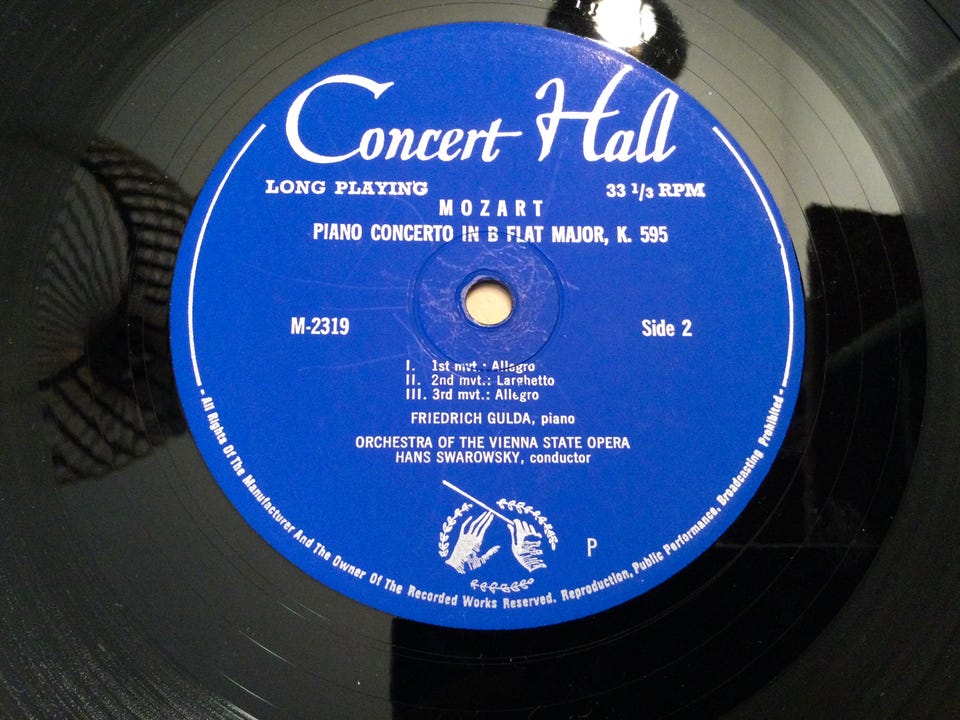 Concert Hall
LONG PLAYING 33 1/3 RPM
MOZART
PIANO CONCERTO IN B FLAT MAJOR, K. 595
M-2319 Side 2
I. 1st mvt.: Allegro
II. 2nd mvt.: Larghetto
III. 3rd mvt.: Allegro
FRIEDRICH GULDA, piano
ORCHESTRA OF THE VIENNA STATE OPERA
HANS SWAROWSKY, conductor
P
- All Rights Of The Manufacturer And The Owner Of The Recorded Works Reserved. Reproduction, Public Performance, Broadcasting Prohibited -